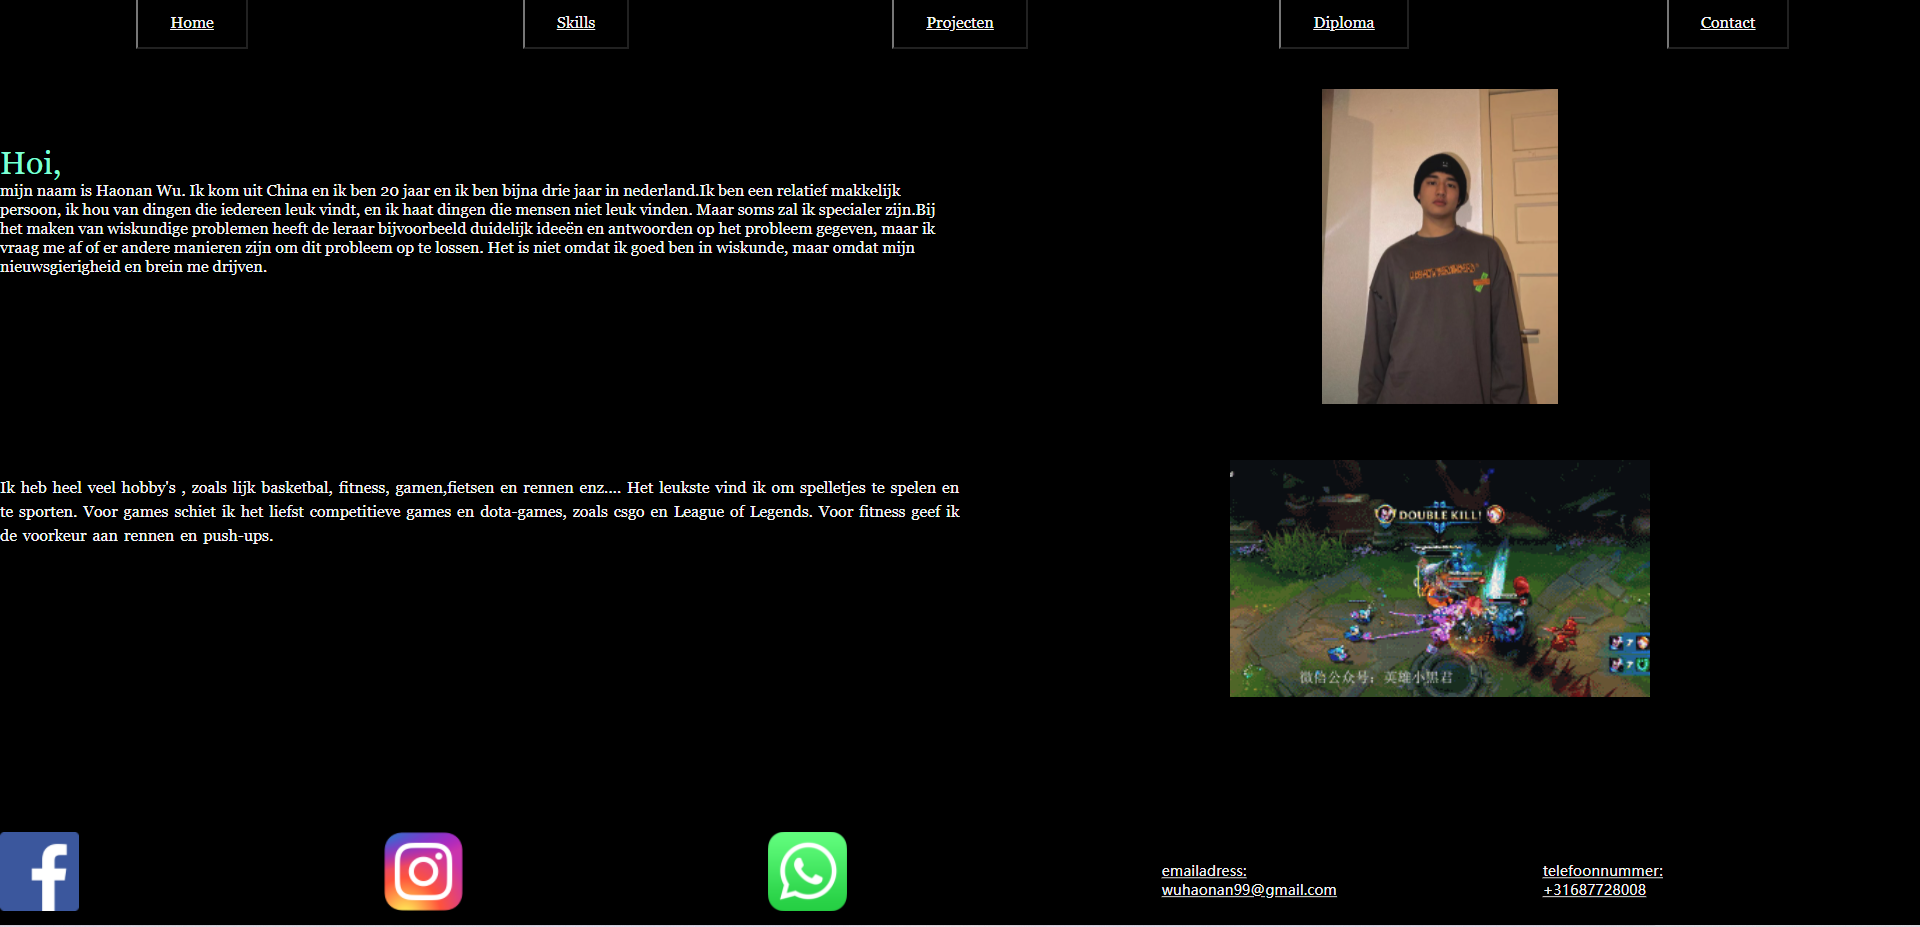 Home
Skills
Projecten
Diploma
Contact
Hoi,
mijn naam is Haonan Wu. Ik kom uit China en ik ben 20 jaar en ik ben bijna drie jaar in nederland.Ik ben een relatief makkelijk
persoon, ik hou van dingen die iedereen leuk vindt, en ik haat dingen die mensen niet leuk vinden. Maar soms zal ik specialer zijn.Bij
het maken van wiskundige problemen heeft de leraar bijvoorbeeld duidelijk ideeën en antwoorden op het probleem gegeven, maar ik
vraag me af of er andere manieren zijn om dit probleem op te lossen. Het is niet omdat ik goed ben in wiskunde, maar omdat mijn
nieuwsgierigheid en brein me drijven.
Ik heb heel veel hobby's , zoals lijk basketbal, fitness, gamen,fietsen en rennen enz.... Het leukste vind ik om spelletjes te spelen en
te sporten. Voor games schiet ik het liefst competitieve games en dota-games, zoals csgo en League of Legends. Voor fitness geef ik
de voorkeur aan rennen en push-ups.
DOUBLE KILL!
微信公众号：英雄小黑君
emailadress:
wuhaonan99@gmail.com
telefoonnummer:
+31687728008